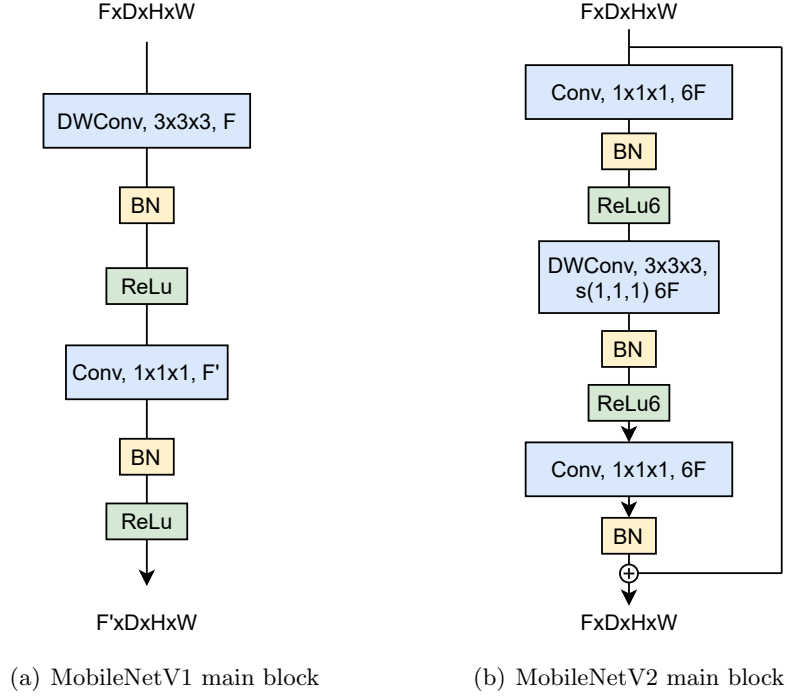 FxDxHxW
DWConv, 3x3x3, F
BN
ReLu
Conv, 1x1x1, F'
BN
ReLu
F'xDxHxW
(a) MobileNetV1 main block
FxDxHxW
Conv, 1x1x1, 6F
BN
ReLu6
DWConv, 3x3x3,
s(1,1,1) 6F
BN
ReLu6
Conv, 1x1x1, 6F
BN
FxDxHxW
(b) MobileNetV2 main block